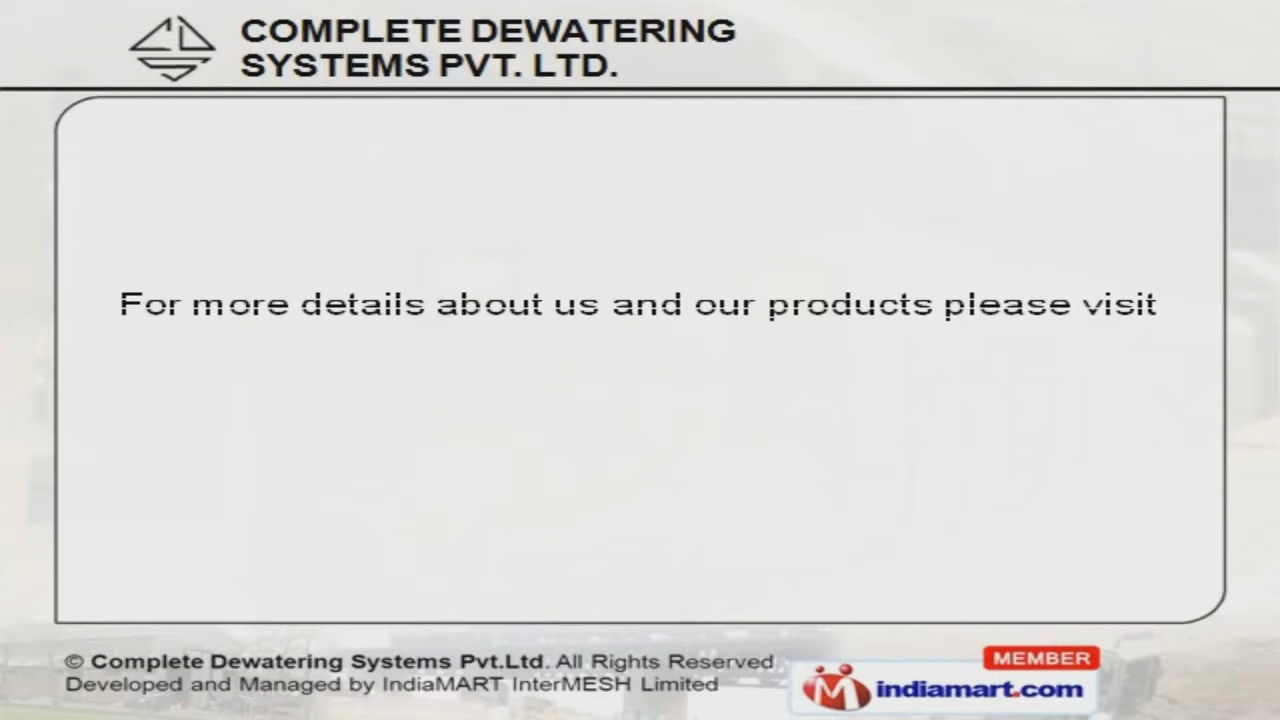 COMPLETE DEWATERING
SYSTEMS PVT. LTD.
For more details about us and our products please visit
© Complete Dewatering Systems Pvt.Ltd. All Rights Reserved
Developed and Managed by IndiaMART InterMESH Limited
MEMBER
indiamart.com